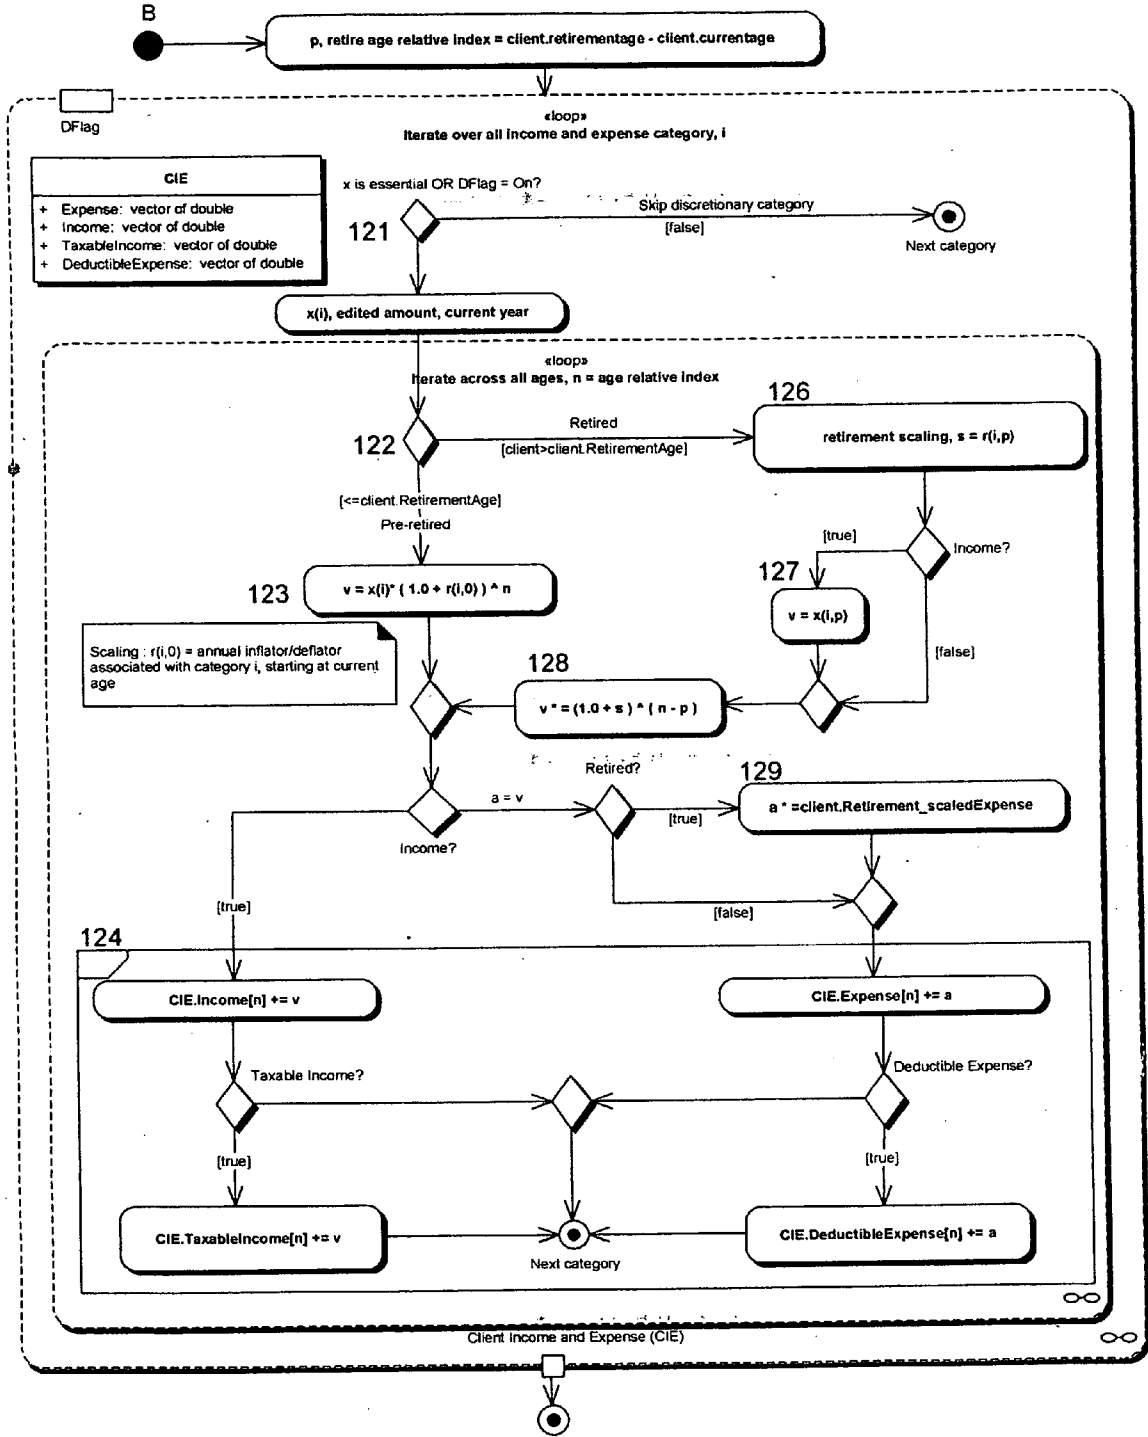 B
p, retire age relative index = client.retirementage - client.currentage
DFlag
«loop»
Iterate over all income and expense category, i
CIE
+ Expense: vector of double
+ Income: vector of double
+ TaxableIncome: vector of double
+ DeductibleExpense: vector of double
x is essential OR DFlag = On?
121
Skip discretionary category
[false]
Next category
x(i), edited amount, current year
«loop»
Iterate across all ages, n = age relative index
126
122
Retired
[client>client.RetirementAge]
retirement scaling, s = r(i,p)
[<=client.RetirementAge]
Pre-retired
[true]
Income?
123
v = x(i)* ( 1.0 + r(i,0) ) ^ n
127
v = x(i,p)
[false]
Scaling : r(i,0) = annual inflator/deflator
associated with category i, starting at current
age
128
v * = (1.0 + s ) ^ ( n - p )
Retired?
129
a = v
[true]
a * =client.Retirement_scaledExpense
Income?
[true]
[false]
124
CIE.Income[n] += v
CIE.Expense[n] += a
Taxable Income?
Deductible Expense?
[true]
[true]
CIE.TaxableIncome[n] += v
CIE.DeductibleExpense[n] += a
Next category
Client Income and Expense (CIE)